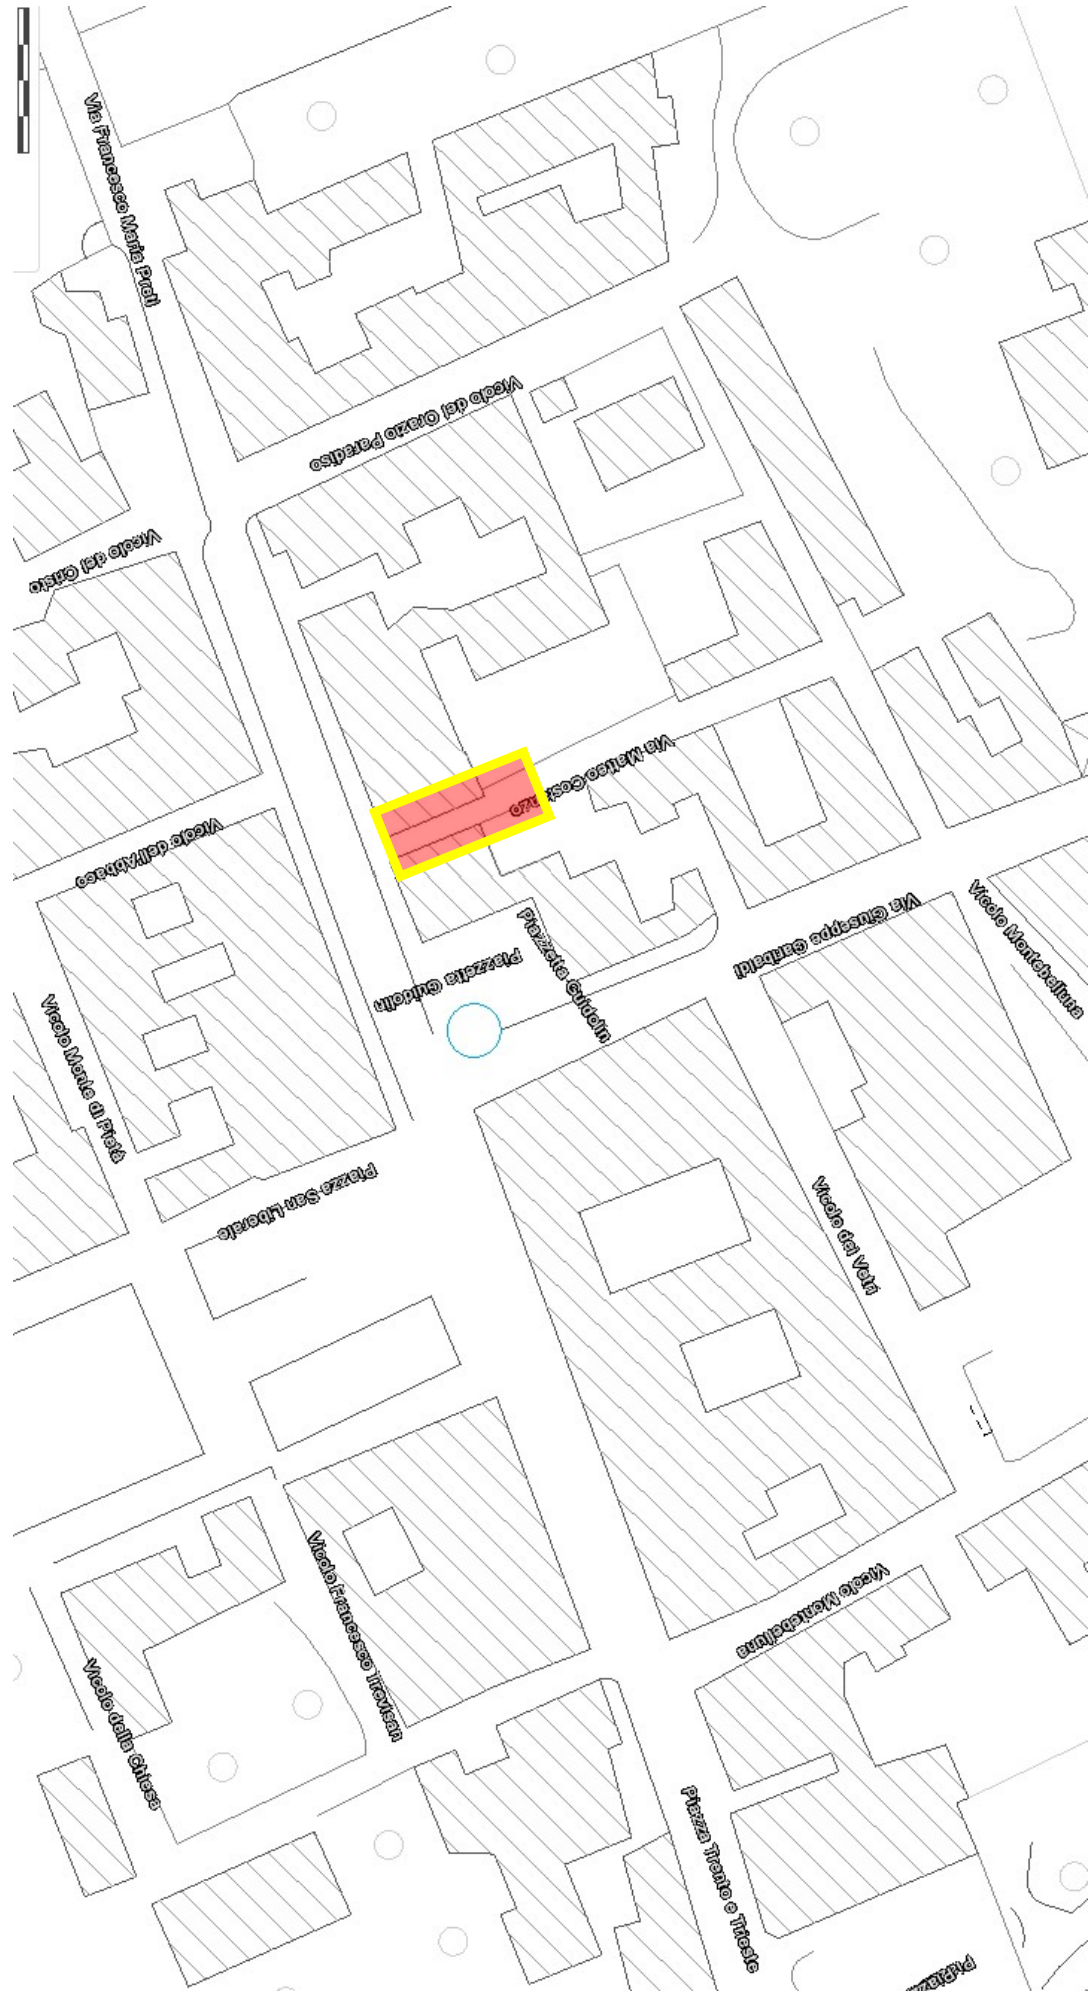 Via Francesco Maria Preti
Vicolo del Orazio Paradiso
Vicolo del Cristo
Via Matteo Costanzo
Vicolo dell'Abbaco
Via Giuseppe Garibaldi
Vicolo Montebelluna
Piazzetta Guidolin
Piazzetta Guidolin
Vicolo Monte di Pietà
Piazza San Liberale
Vicolo dei Vetri
Vicolo Francesco Trevisan
Vicolo Montebelluna
Vicolo della Chiesa
Piazza Trento e Trieste